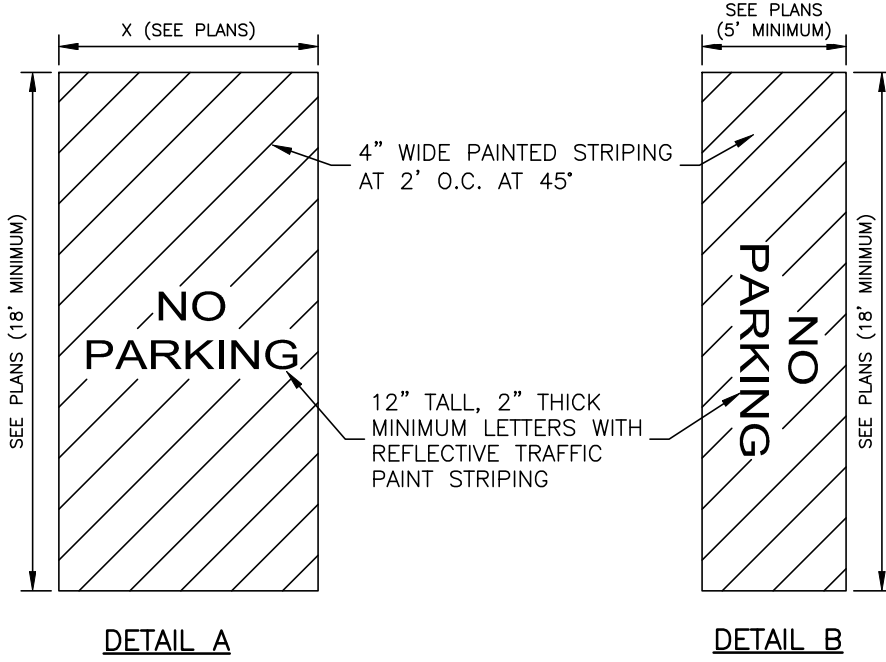 X (SEE PLANS)
SEE PLANS
(5' MINIMUM)
4” WIDE PAINTED STRIPING
AT 2’ O.C. AT 45°
SEE PLANS (18’ MINIMUM)
NO
PARKING
NO
PARKING
SEE PLANS (18’ MINIMUM)
12” TALL, 2” THICK
MINIMUM LETTERS WITH
REFLECTIVE TRAFFIC
PAINT STRIPING
DETAIL A
DETAIL B